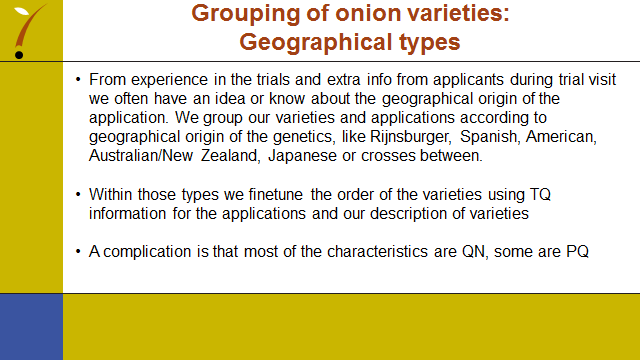 Grouping of onion varieties:
Geographical types
• From experience in the trials and extra info from applicants during trial visit
we often have an idea or know about the geographical origin of the
application. We group our varieties and applications according to
geographical origin of the genetics, like Rijnsburger, Spanish, American,
Australian/New Zealand, Japanese or crosses between.
• Within those types we finetune the order of the varieties using TQ
information for the applications and our description of varieties
• A complication is that most of the characteristics are QN, some are PQ